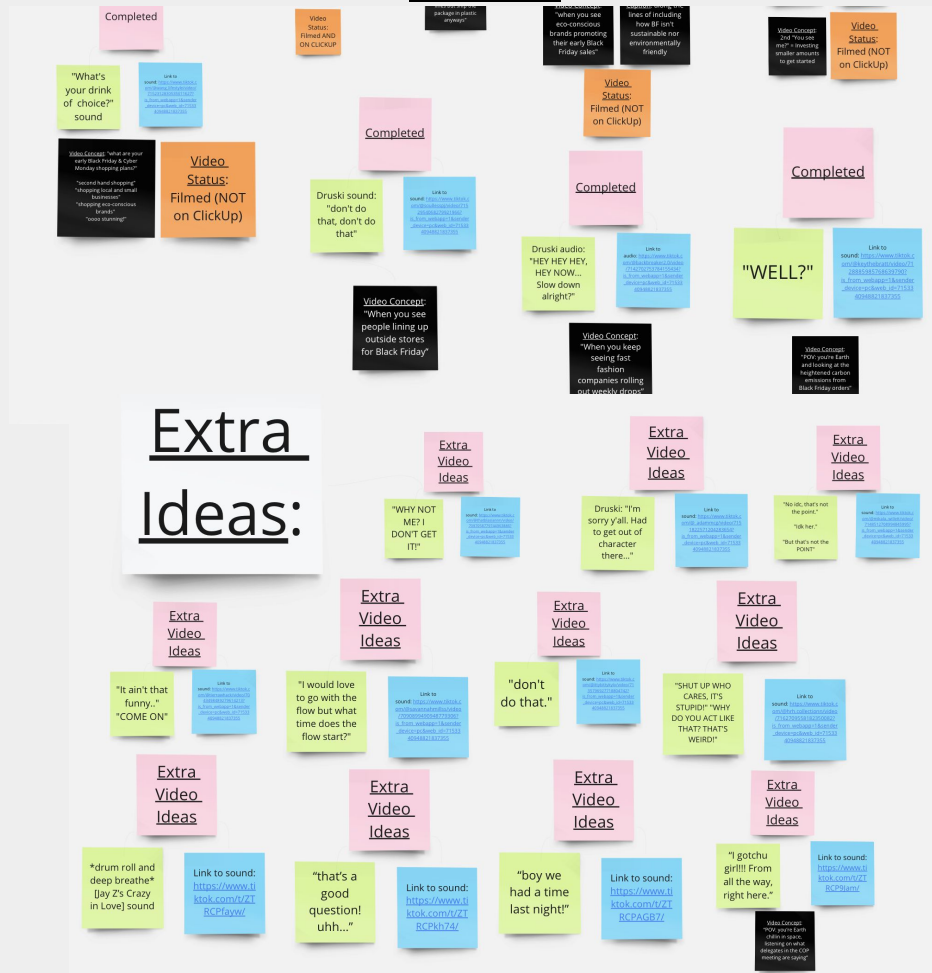 Completed
Video
Status:
Filmed AND
ON CLICKUP
package in plastic
anyways"
"when you see
eco-conscious
brands promoting
their early Black
Friday sales"
lines of including
how BF isn't
sustainable nor
environmentally
friendly
Video Concept:
2nd "You see
me?" = Investing
smaller amounts
to get started
Video
Status:
Filmed (NOT
on ClickUp)
"What's
your drink
of choice?"
sound
Link to
sound:
Video Concept: "what are your
early Black Friday & Cyber
Monday shopping plans?"
"second hand shopping"
"shopping local and small
businesses"
"shopping eco-conscious
brands"
"oooo stunning!"
Video
Status:
Filmed (NOT
on ClickUp)
Completed
Druski sound:
"don't do
that, don't do
that"
Link to
sound:
Video Concept:
"When you see
people lining up
outside stores
for Black Friday"
Video
Status:
Filmed (NOT
on ClickUp)
Completed
Druski audio:
"HEY HEY HEY,
HEY NOW...
Slow down
alright?"
Link to
audio:
Video Concept:
"When you keep
seeing fast
fashion
companies rolling
out weekly drops"
Completed
"WELL?"
Link to
sound:
Video Concept:
"POV: you're Earth
and looking at the
heightened carbon
emissions from
Black Friday orders"
Extra
Ideas:
Extra
Video
Ideas
"WHY NOT
ME? I
DON'T GET
IT!"
Link to
sound:
Extra
Video
Ideas
Druski: "I'm
sorry y'all. Had
to get out of
character
there..."
Link to
sound:
Extra
Video
Ideas
"No idc, that's not
the point."
"Idk her."
"But that's not the
POINT"
Link to
sound:
Extra
Video
Ideas
"It ain't that
funny.."
"COME ON"
Link to
sound:
Extra
Video
Ideas
"I would love
to go with the
flow but what
time does the
flow start?"
Link to
sound:
Extra
Video
Ideas
"don't
do that."
Link to
sound:
Extra
Video
Ideas
"SHUT UP WHO
CARES, IT'S
STUPID!" "WHY
DO YOU ACT LIKE
THAT? THAT'S
WEIRD!"
Link to
sound:
Extra
Video
Ideas
*drum roll and
deep breathe*
[Jay Z's Crazy
in Love] sound
Link to sound:
https://www.ti
ktok.com/t/ZT
RCPfayw/
Extra
Video
Ideas
"that's a
good
question!
uhh..."
Link to sound:
https://www.ti
ktok.com/t/ZT
RCPkh74/
Extra
Video
Ideas
"boy we
had a time
last night!"
Link to sound:
https://www.ti
ktok.com/t/ZT
RCPAGB7/
Extra
Video
Ideas
"I gotchu
girl!!! From
all the way,
right here."
Link to sound:
https://www.ti
ktok.com/t/ZT
RCP9Jam/
Video Concept:
"POV: you're Earth
chillin in space,
listening on what
delegates in the COP
meeting are saying"